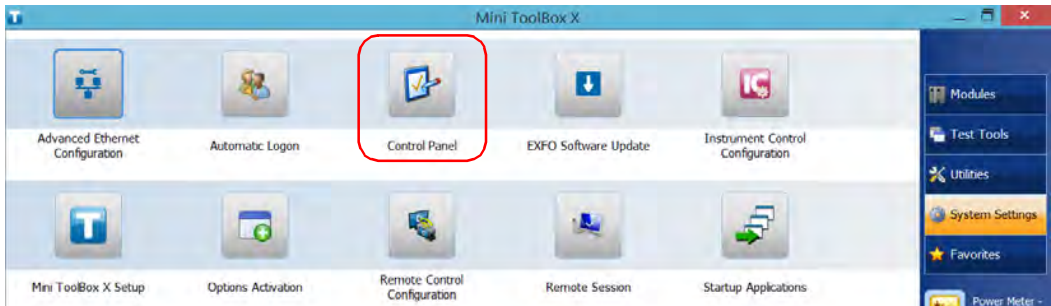 Mini ToolBox X
Advanced Ethernet
Configuration
Automatic Logon
Control Panel
EXFO Software Update
Instrument Control
Configuration
Mini ToolBox X Setup
Options Activation
Remote Control
Configuration
Remote Session
Startup Applications
Modules
Test Tools
Utilities
System Settings
Favorites
Power Meter -